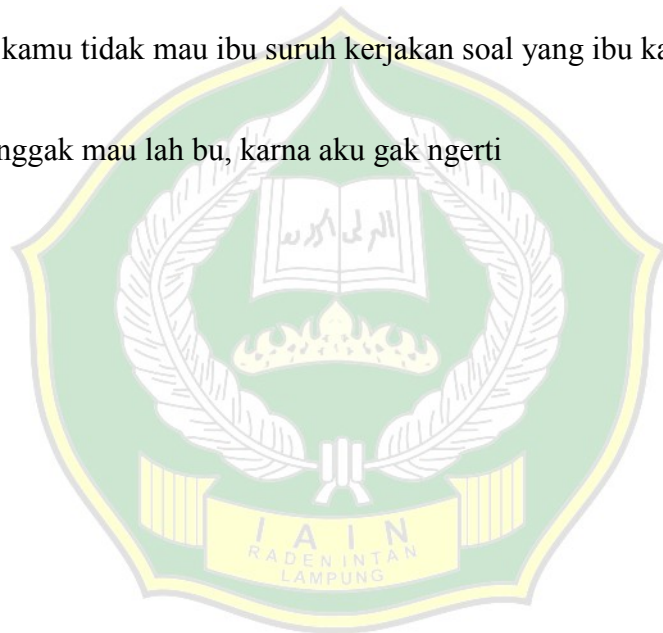 kamu tidak mau ibu suruh kerjakan soal yang ibu ka
nggak mau lah bu, karna aku gak ngerti
I A I N
RADEN INTAN
LAMPUNG